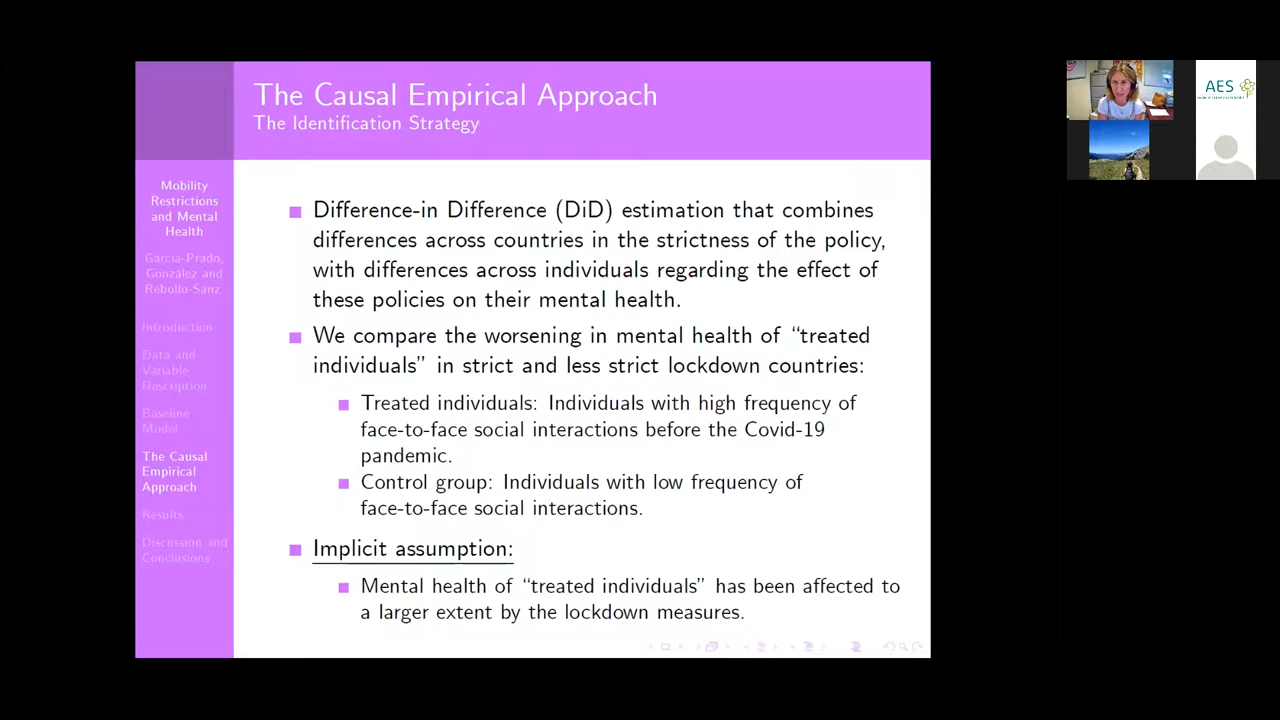 The Causal Empirical Approach
The Identification Strategy
Mobility
Restrictions
and Mental
Health
García-Prado,
González and
Rebollo-Sanz.
Introduction
Data and
Variable
Description
Baseline
Model
The Causal
Empirical
Approach
Results
Discussion and
Conclusions
Difference-in Difference (DiD) estimation that combines
differences across countries in the strictness of the policy,
with differences across individuals regarding the effect of
these policies on their mental health.
We compare the worsening in mental health of “treated
individuals” in strict and less strict lockdown countries:
Treated individuals: Individuals with high frequency of
face-to-face social interactions before the Covid-19
pandemic.
Control group: Individuals with low frequency of
face-to-face social interactions.
Implicit assumption:
Mental health of “treated individuals” has been affected to
a larger extent by the lockdown measures.
AES